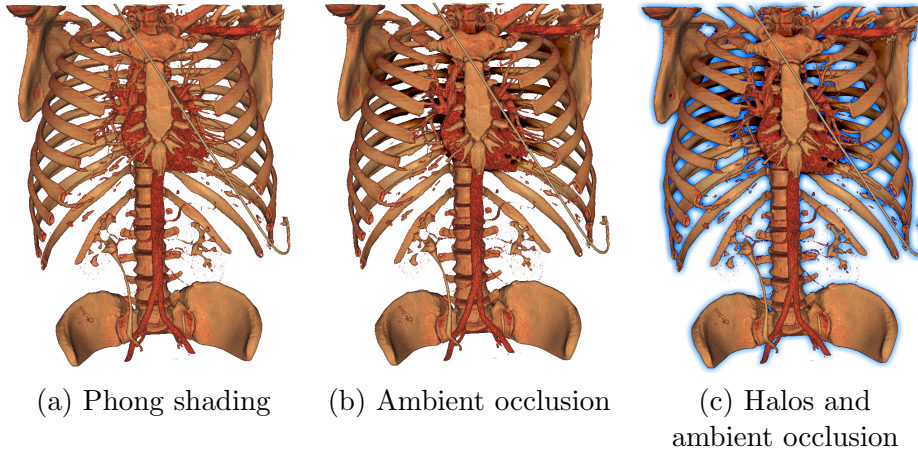 (a) Phong shading
(b) Ambient occlusion
(c) Halos and
ambient occlusion